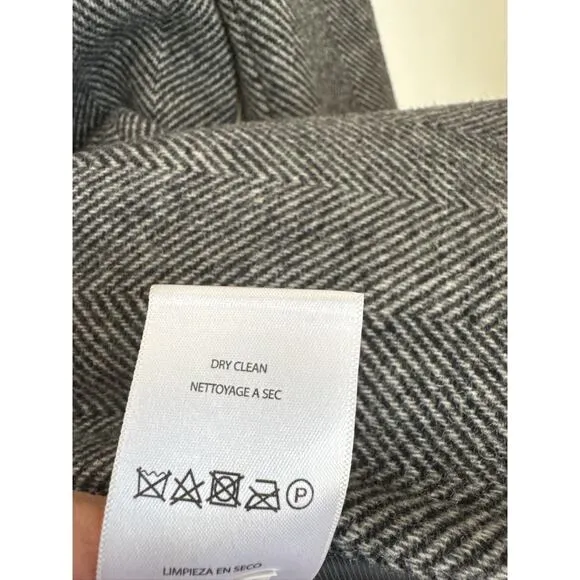 DRY CLEAN
NETTOYAGE A SEC
P
LIMPIEZA EN SECO